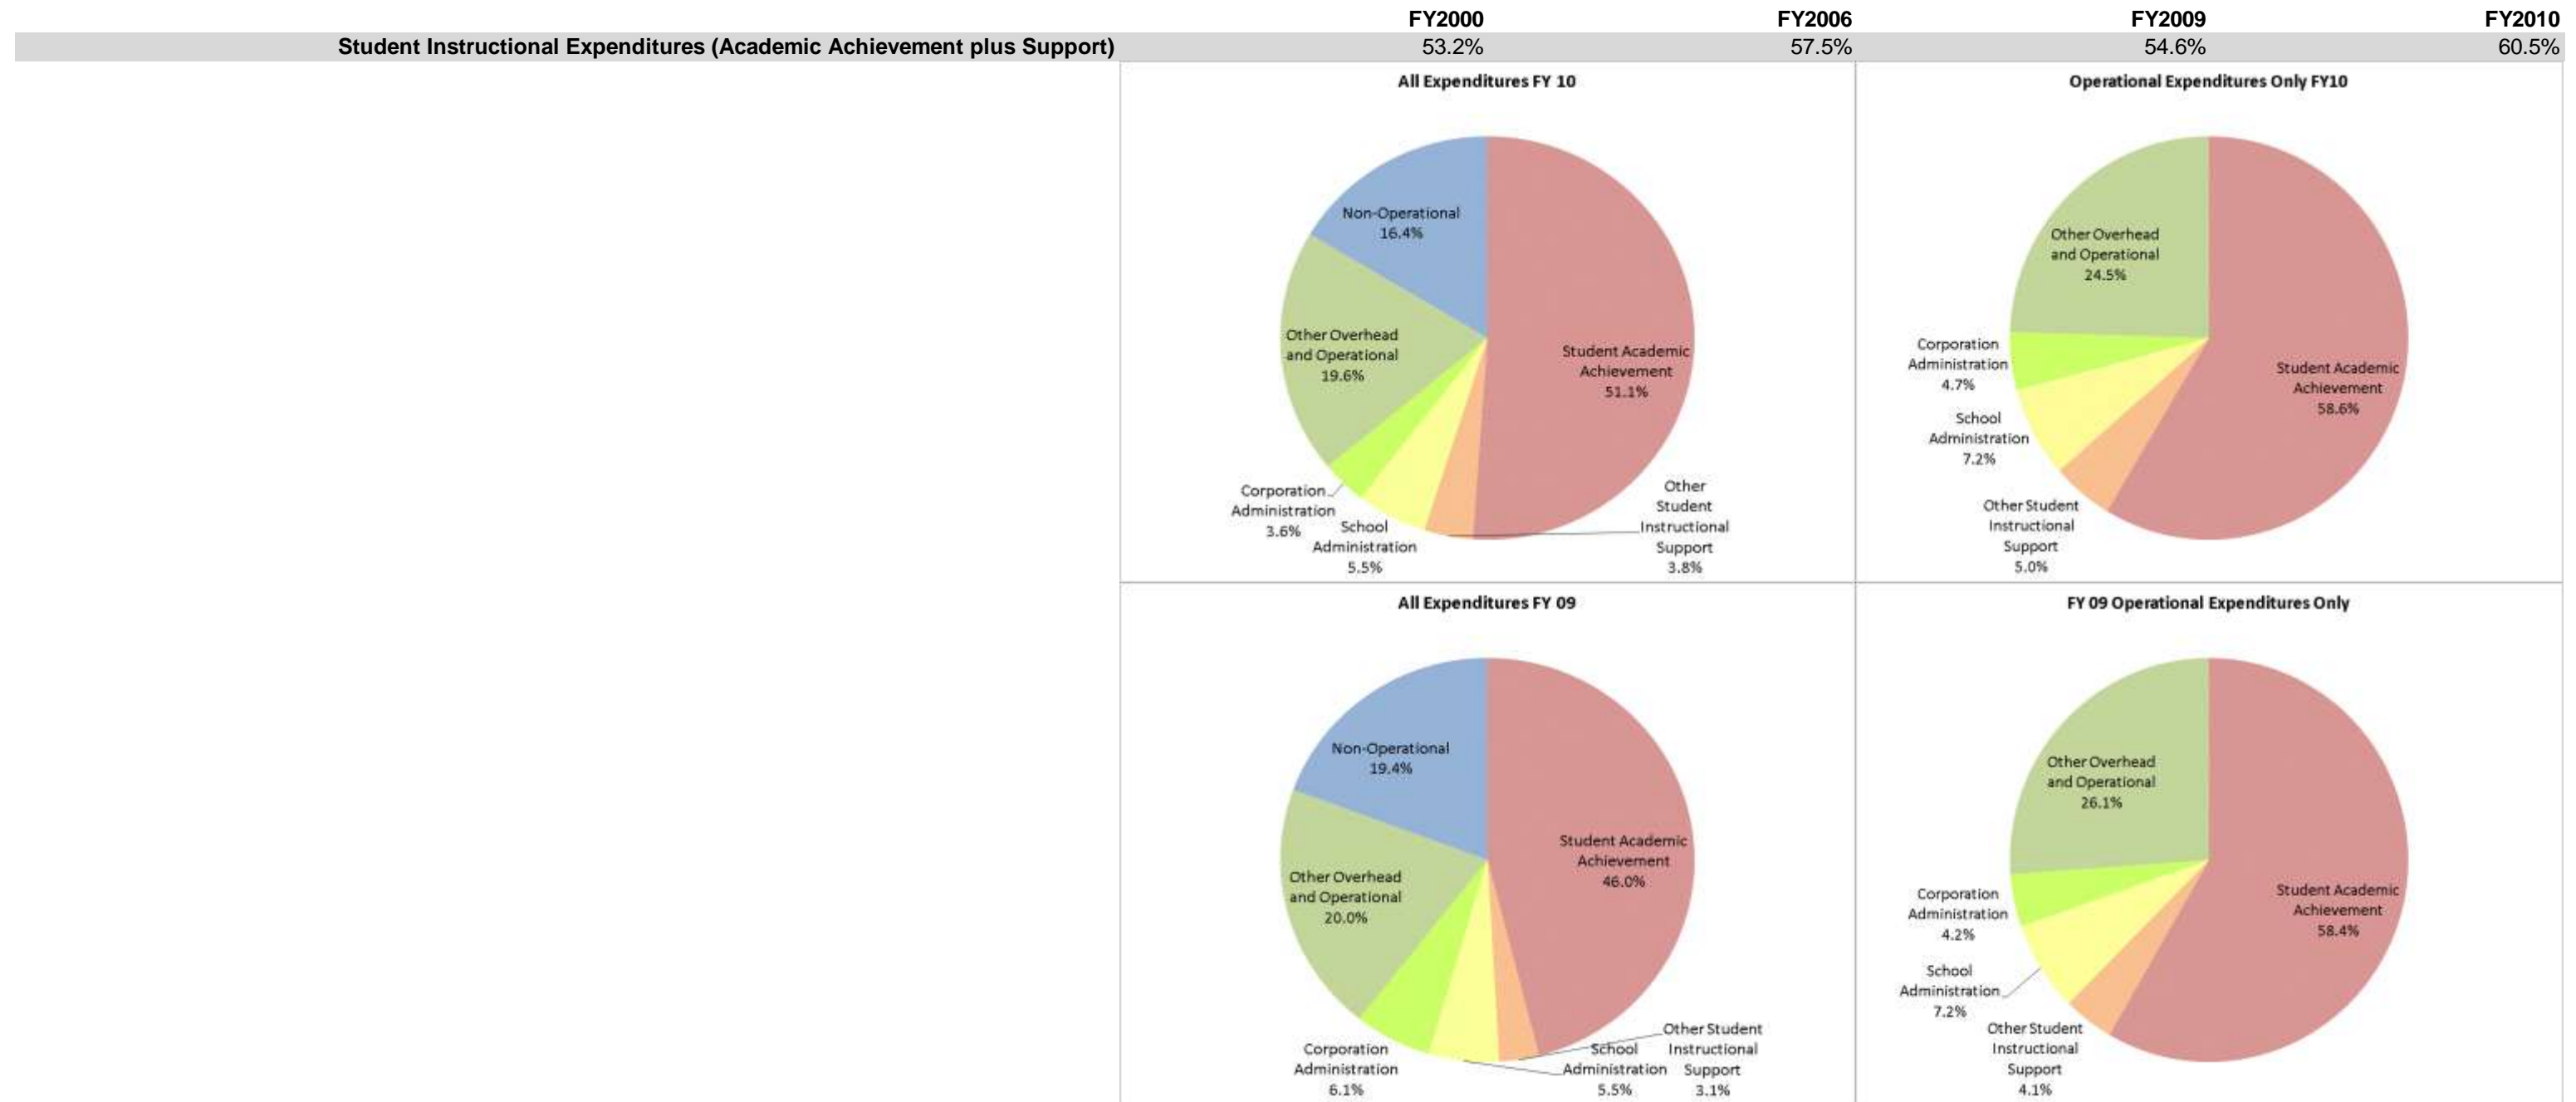 FY2000 FY2006 FY2009 FY2010
Student Instructional Expenditures (Academic Achievement plus Support) 53.2% 57.5% 54.6% 60.5%
All Expenditures FY 10
Non-Operational
16.4%
Other Overhead
and Operational
19.6%
Student Academic
Achievement
51.1%
Corporation
Administration
3.6%
School
Administration
5.5%
Other
Student
Instructional
Support
3.8%
Operational Expenditures Only FY10
Other Overhead
and Operational
24.5%
Corporation
Administration
4.7%
Student Academic
Achievement
58.6%
School
Administration
7.2%
Other Student
Instructional
Support
5.0%
All Expenditures FY 09
Non-Operational
19.4%
Student Academic
Achievement
46.0%
Other Overhead
and Operational
20.0%
Corporation
Administration
6.1%
School
Administration
5.5%
Other Student
Instructional
Support
3.1%
FY 09 Operational Expenditures Only
Other Overhead
and Operational
26.1%
Corporation
Administration
4.2%
Student Academic
Achievement
58.4%
School
Administration
7.2%
Other Student
Instructional
Support
4.1%